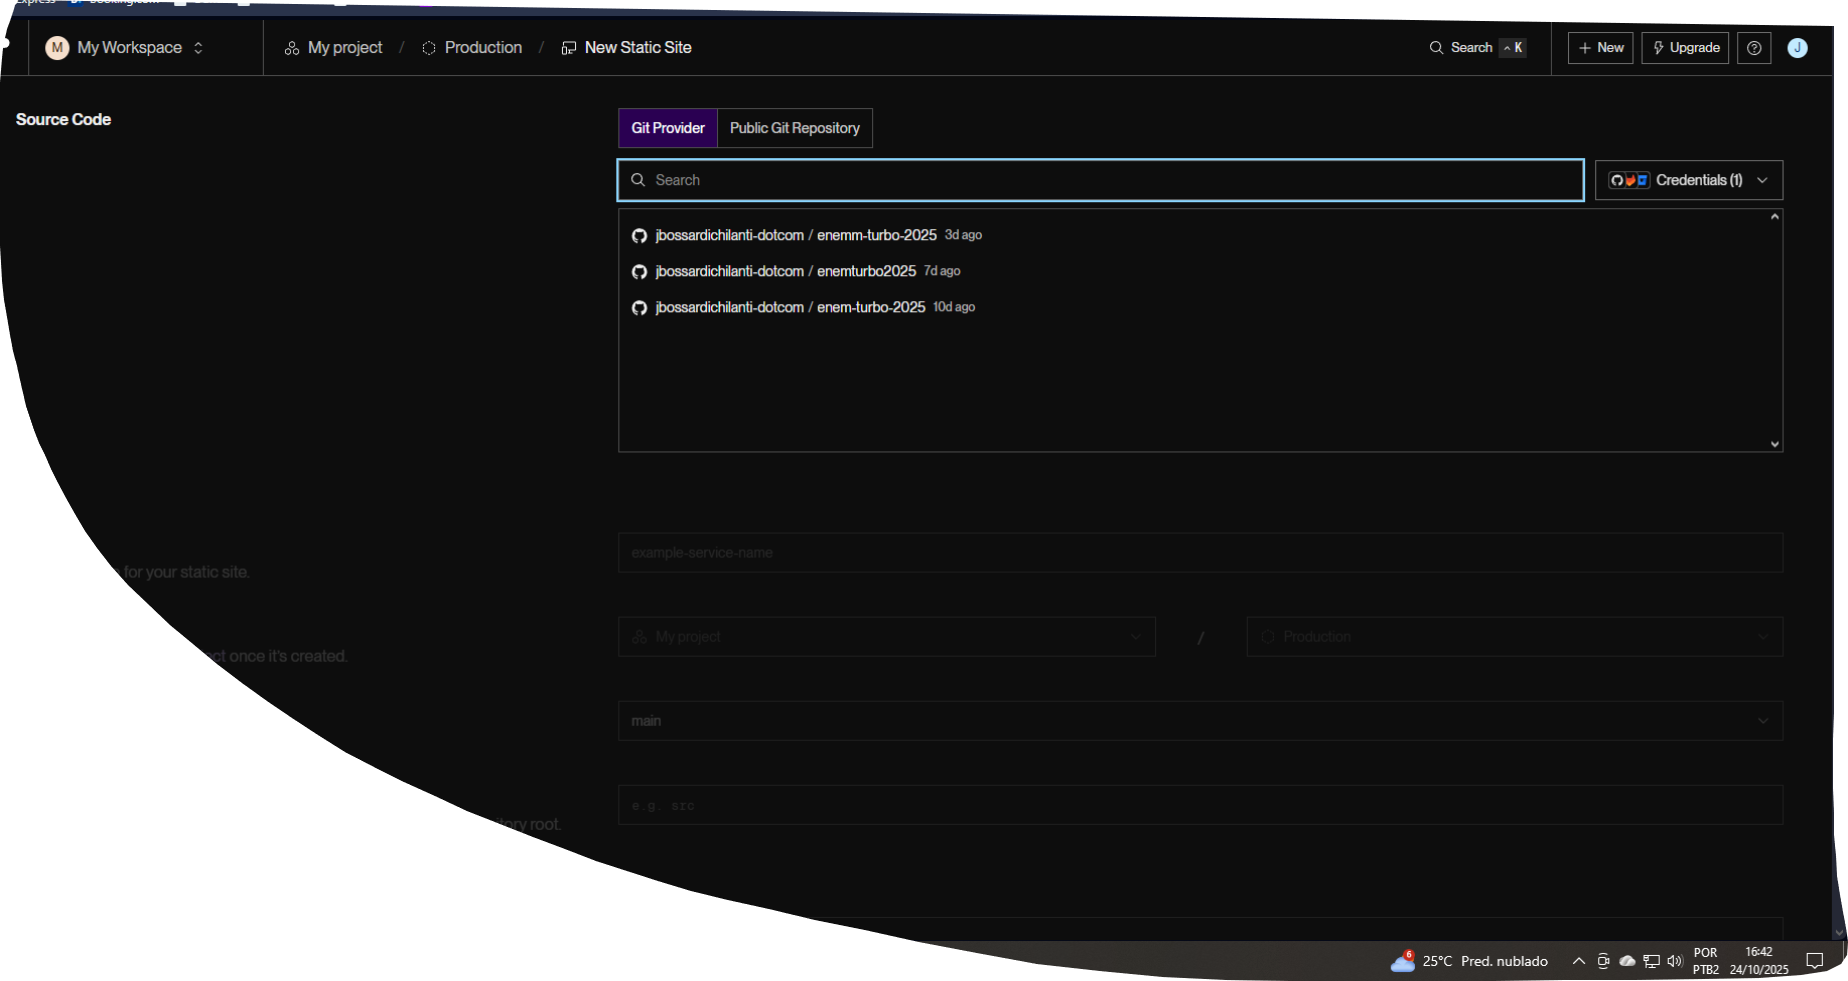 Booking.com
M My Workspace
My project / Production / New Static Site
Search ^ K
+ New
Upgrade
J
Source Code
Git Provider
Public Git Repository
Search
Credentials (1)
jbossardichilanti-dotcom / enemm-turbo-2025 3d ago
jbossardichilanti-dotcom / enemturbo2025 7d ago
jbossardichilanti-dotcom / enem-turbo-2025 10d ago
example-service-name
for your static site.
My project / Production
once it's created.
main
e.g. src
root.
6
25°C Pred. nublado
POR
PTB2
16:42
24/10/2025